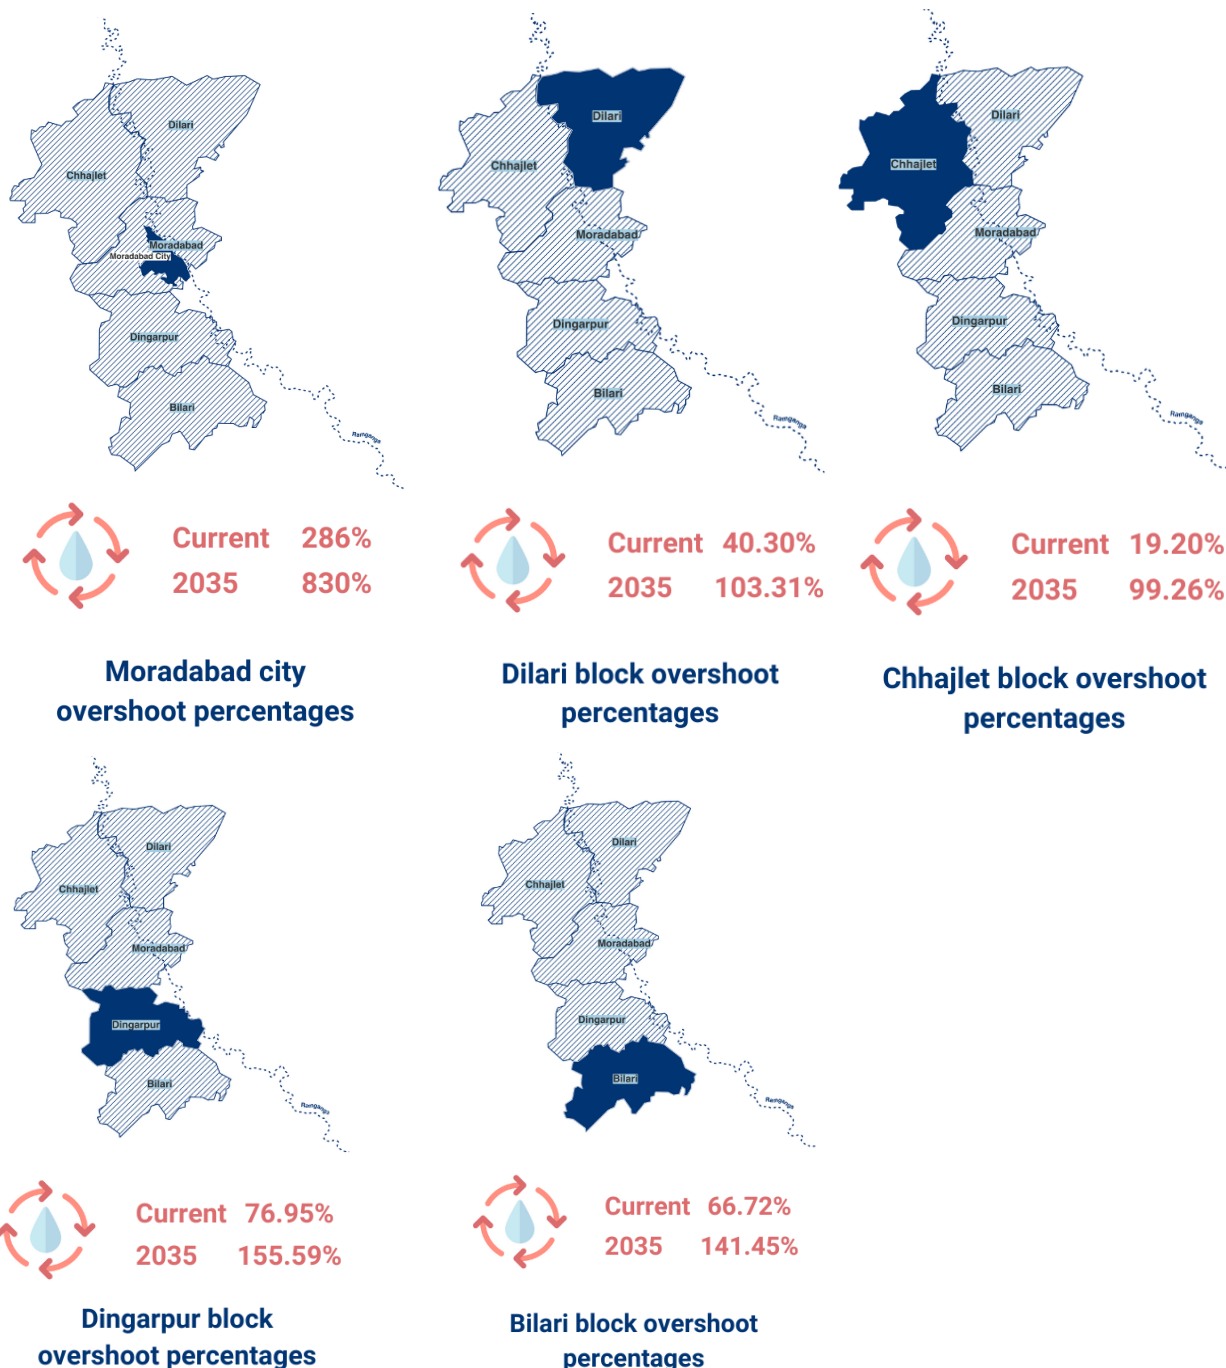 Dilari
Chhajlet
Moradabad
Moradabad City
Dingarpur
Bilari
Ramganga
Current 286%
2035 830%
Moradabad city
overshoot percentages
Dilari
Chhajlet
Moradabad
Dingarpur
Bilari
Ramganga
Current 40.30%
2035 103.31%
Dilari block overshoot
percentages
Dilari
Chhajlet
Moradabad
Dingarpur
Bilari
Ramganga
Current 19.20%
2035 99.26%
Chhajlet block overshoot
percentages
Dilari
Chhajlet
Moradabad
Dingarpur
Bilari
Ramganga
Current 76.95%
2035 155.59%
Dingarpur block
overshoot percentages
Dilari
Chhajlet
Moradabad
Dingarpur
Bilari
Ramganga
Current 66.72%
2035 141.45%
Bilari block overshoot
percentages